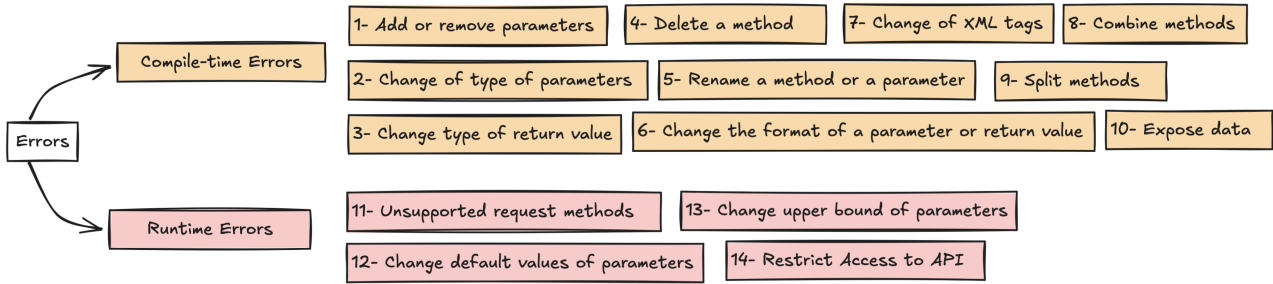 Errors
Compile-time Errors
1- Add or remove parameters
4- Delete a method
7- Change of XML tags
8- Combine methods
2- Change of type of parameters
5- Rename a method or a parameter
9- Split methods
3- Change type of return value
6- Change the format of a parameter or return value
10- Expose data
Runtime Errors
11- Unsupported request methods
13- Change upper bound of parameters
12- Change default values of parameters
14- Restrict Access to API